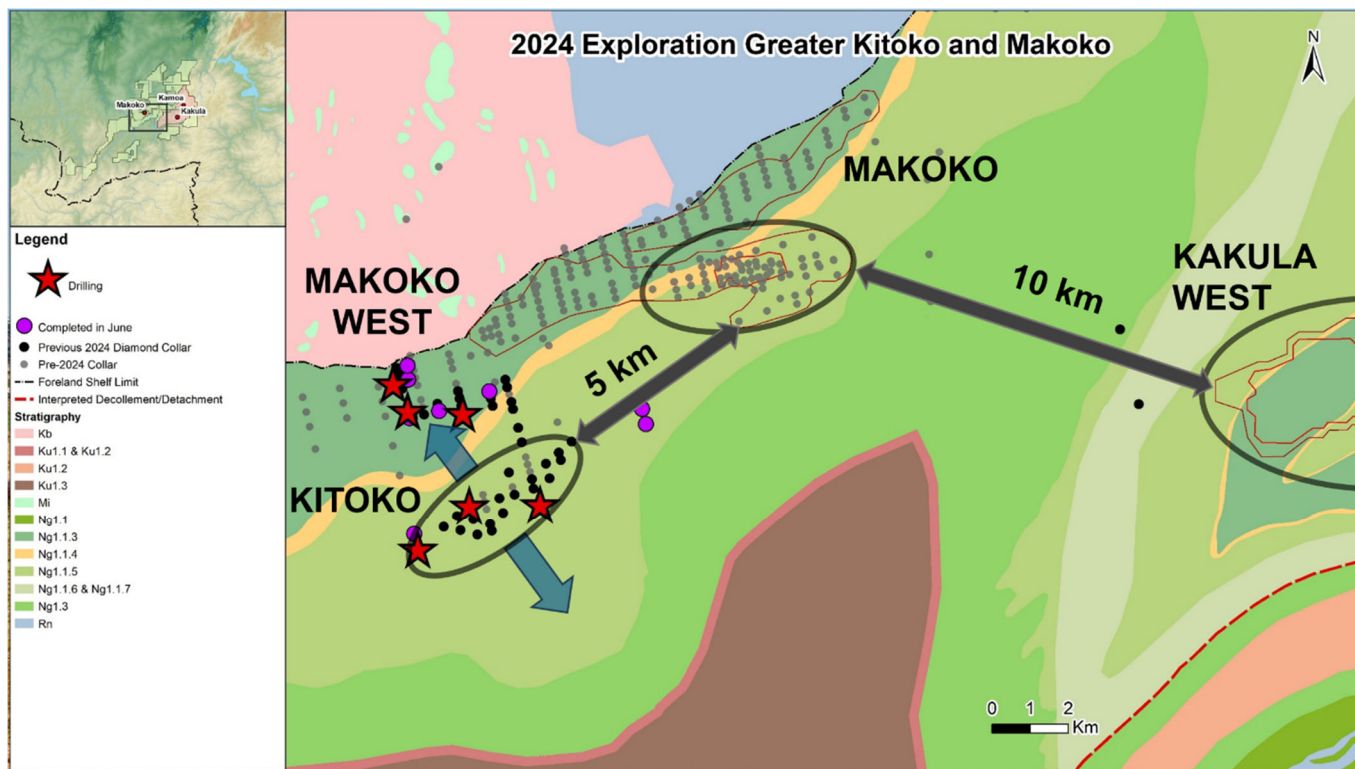 2024 Exploration Greater Kitoko and Makoko
N
Kamoa
Makoko
Kakula
Legend
Drilling
Completed in June
Previous 2024 Diamond Collar
Pre-2024 Collar
Foreland Shelf Limit
Interpreted Decollement/Detachment
Stratigraphy
Kb
Ku1.1 & Ku1.2
Ku1.2
Ku1.3
Mi
Ng1.1
Ng1.1.3
Ng1.1.4
Ng1.1.5
Ng1.1.6 & Ng1.1.7
Ng1.3
Rn
MAKOKO
MAKOKO
WEST
KAKULA
WEST
10 km
5 km
KITOKO
0 1 2
Km